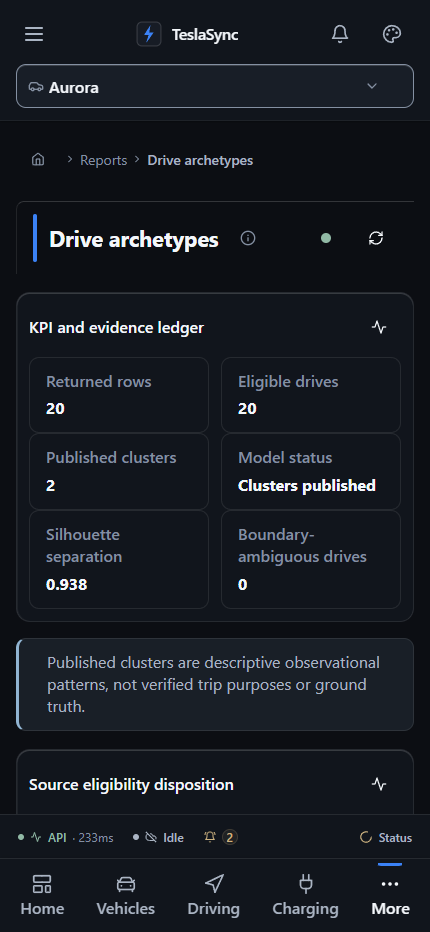 TeslaSync
Aurora
Reports
Drive archetypes
Drive archetypes
KPI and evidence ledger
Returned rows
20
Eligible drives
20
Published clusters
2
Model status
Clusters published
Silhouette
separation
0.938
Boundary-
ambiguous drives
0
Published clusters are descriptive observational
patterns, not verified trip purposes or ground
truth.
Source eligibility disposition
API · 233ms
Idle
2
Status
Home
Vehicles
Driving
Charging
More